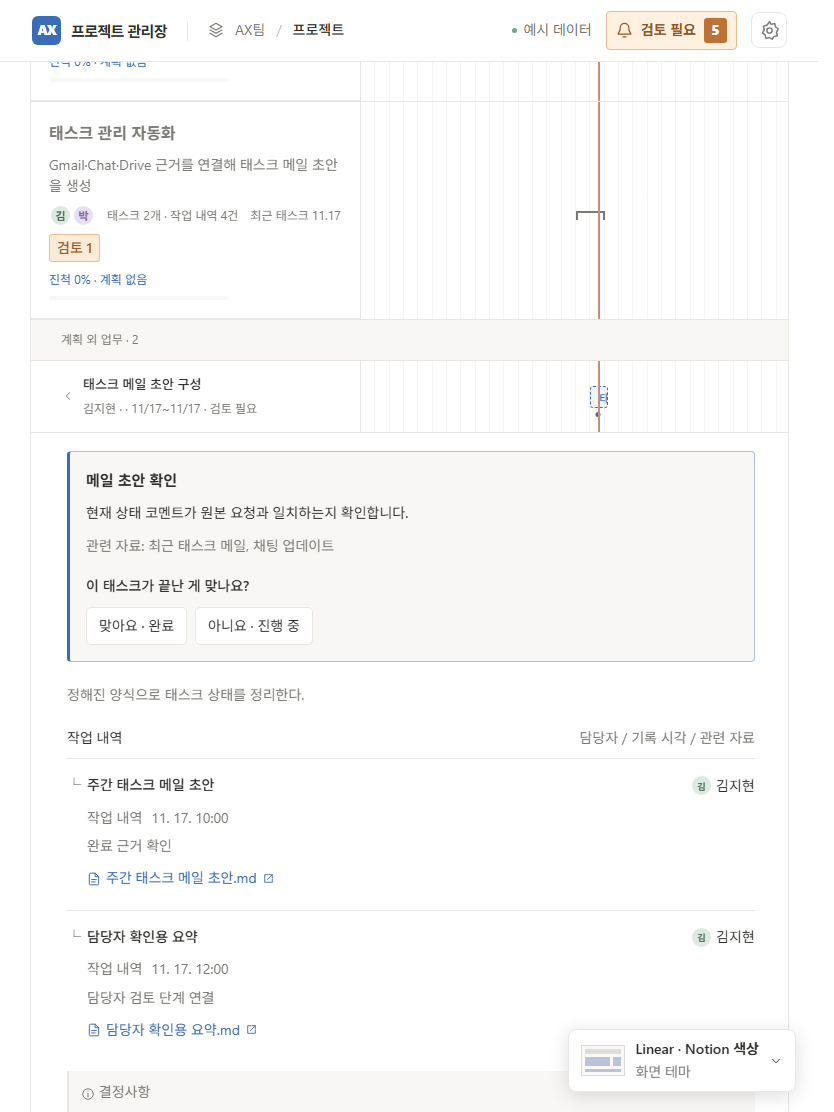 AX 프로젝트 관리장 AX팀 / 프로젝트 예시 데이터 검토 필요 5
진척 0% · 계획 없음
태스크 관리 자동화
Gmail·Chat·Drive 근거를 연결해 태스크 메일 초안
을 생성
김 박 태스크 2개 · 작업 내역 4건 최근 태스크 11.17
검토 1
진척 0% · 계획 없음
계획 외 업무 · 2
태스크 메일 초안 구성
김지현 · · 11/17~11/17 · 검토 필요
메일 초안 확인
현재 상태 코멘트가 원본 요청과 일치하는지 확인합니다.
관련 자료: 최근 태스크 메일, 채팅 업데이트
이 태스크가 끝난 게 맞나요?
맞아요 · 완료 아니요 · 진행 중
정해진 양식으로 태스크 상태를 정리한다.
작업 내역 담당자 / 기록 시각 / 관련 자료
주간 태스크 메일 초안 김 김지현
작업 내역 11. 17. 10:00
완료 근거 확인
주간 태스크 메일 초안.md
담당자 확인용 요약 김 김지현
작업 내역 11. 17. 12:00
담당자 검토 단계 연결
담당자 확인용 요약.md
Linear · Notion 색상
화면 테마
결정사항